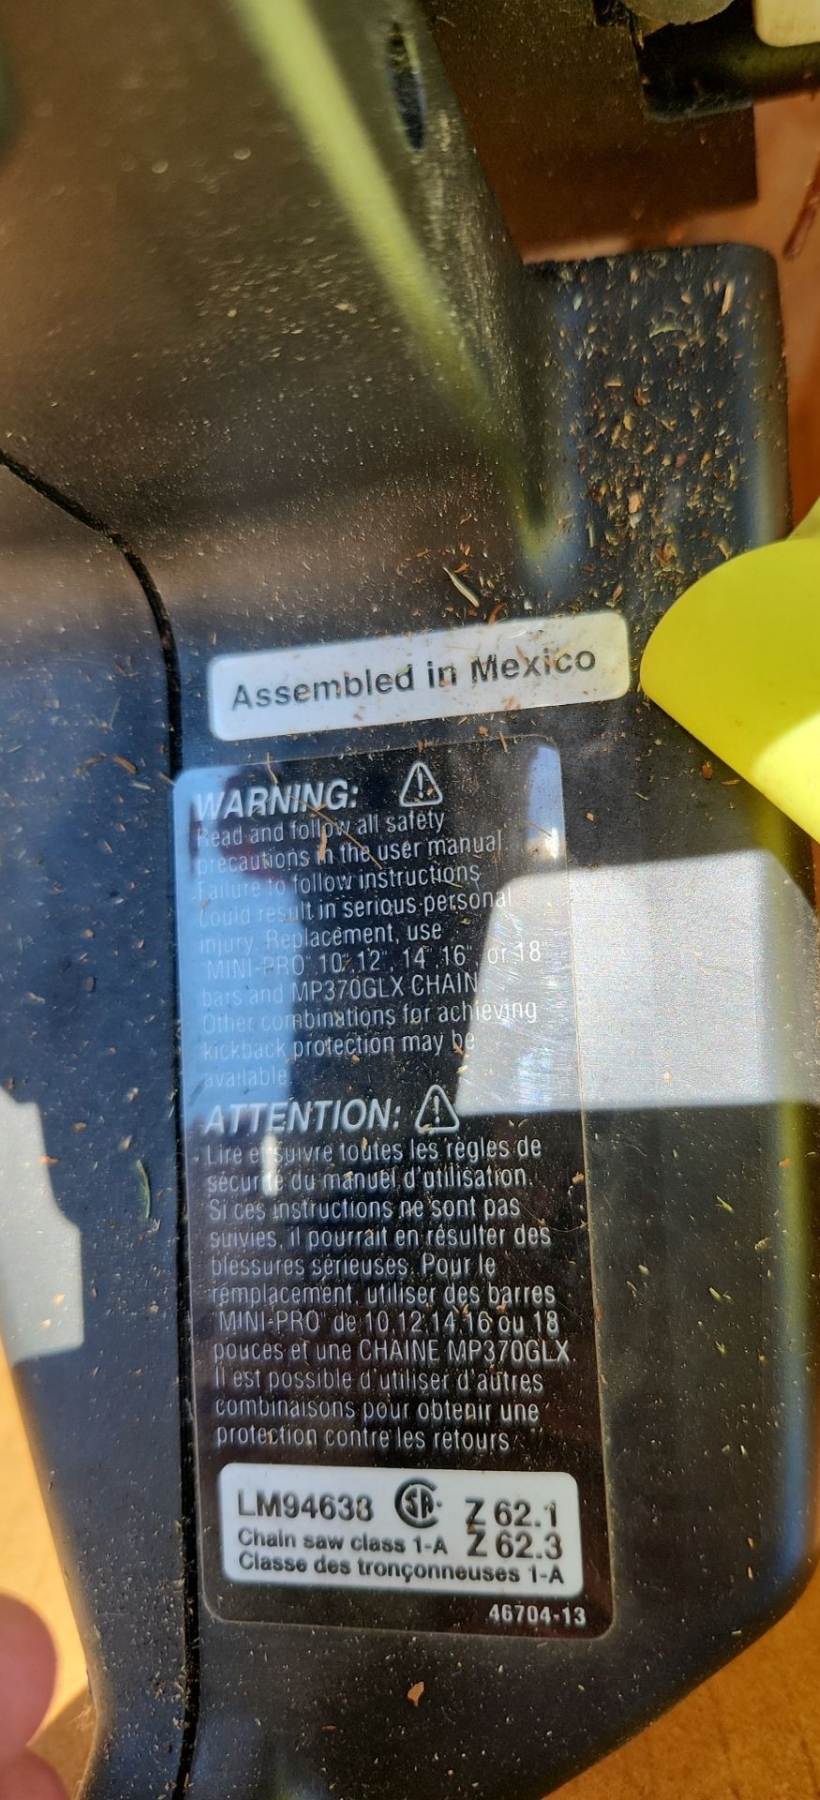 Assembled in Mexico
WARNING:
Read and follow all safety
precautions in the user manual.
Failure to follow instructions
could result in serious personal
injury. Replacement, use
"MINI-PRO" 10", 12", 14", 16", or 18"
bars and MP370GLX CHAIN.
Other combinations for achieving
kickback protection may be
available.
ATTENTION:
Lire et suivre toutes les règles de
sécurité du manuel d'utilisation.
Si ces instructions ne sont pas
suivies, il pourrait en résulter des
blessures sérieuses. Pour le
remplacement, utiliser des barres
"MINI-PRO" de 10,12,14,16 ou 18
pouces et une CHAINE MP370GLX.
Il est possible d'utiliser d'autres
combinaisons pour obtenir une
protection contre les retours
LM94638 SA Z 62.1
Chain saw class 1-A Z 62.3
Classe des tronçonneuses 1-A
46704-13